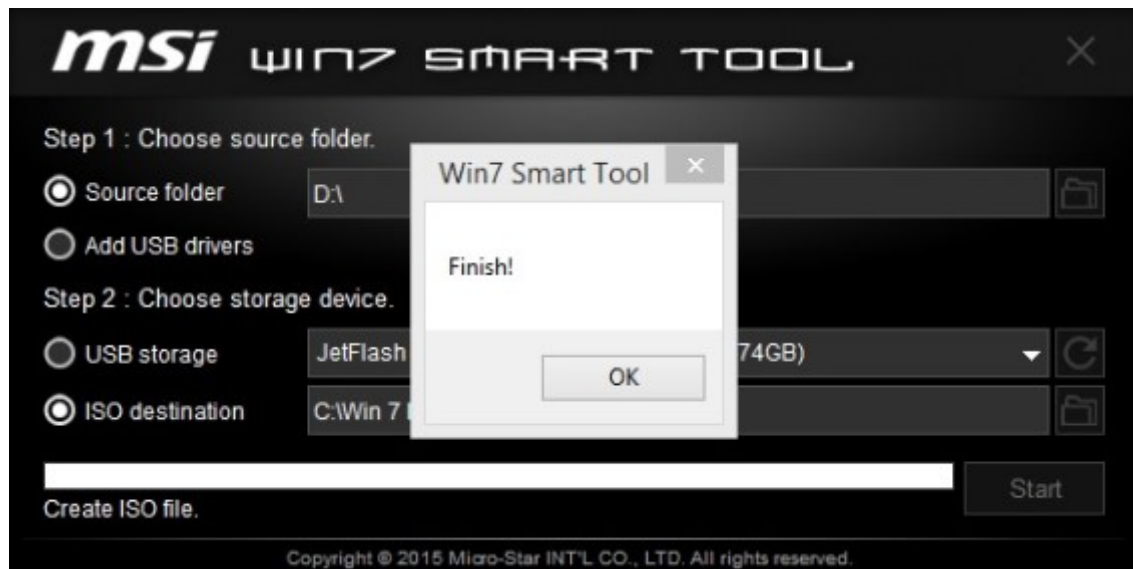 msi WIN7 SMART TOOL
Step 1 : Choose source folder.
Source folder D:\
Add USB drivers
Step 2 : Choose storage device.
USB storage JetFlash 74GB)
ISO destination C:\Win 7
Create ISO file.
Start
Win7 Smart Tool
Finish!
OK
Copyright © 2015 Micro-Star INT'L CO., LTD. All rights reserved.